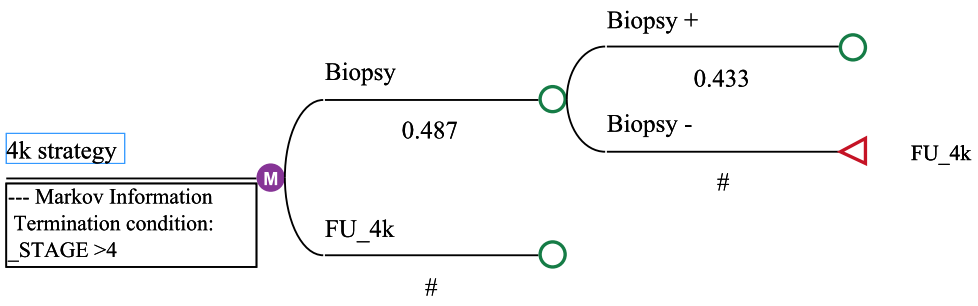 Biopsy +
0.433
Biopsy
0.487
Biopsy -
#
FU_4k
4k strategy
M
--- Markov Information
Termination condition:
_STAGE >4
FU_4k
#